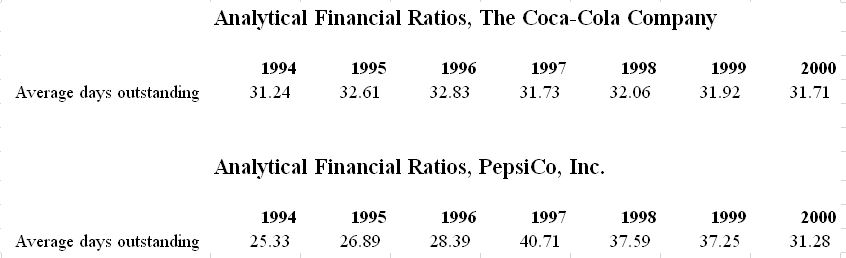 Analytical Financial Ratios, The Coca-Cola Company
1994 1995 1996 1997 1998 1999 2000
Average days outstanding 31.24 32.61 32.83 31.73 32.06 31.92 31.71
Analytical Financial Ratios, PepsiCo, Inc.
1994 1995 1996 1997 1998 1999 2000
Average days outstanding 25.33 26.89 28.39 40.71 37.59 37.25 31.28